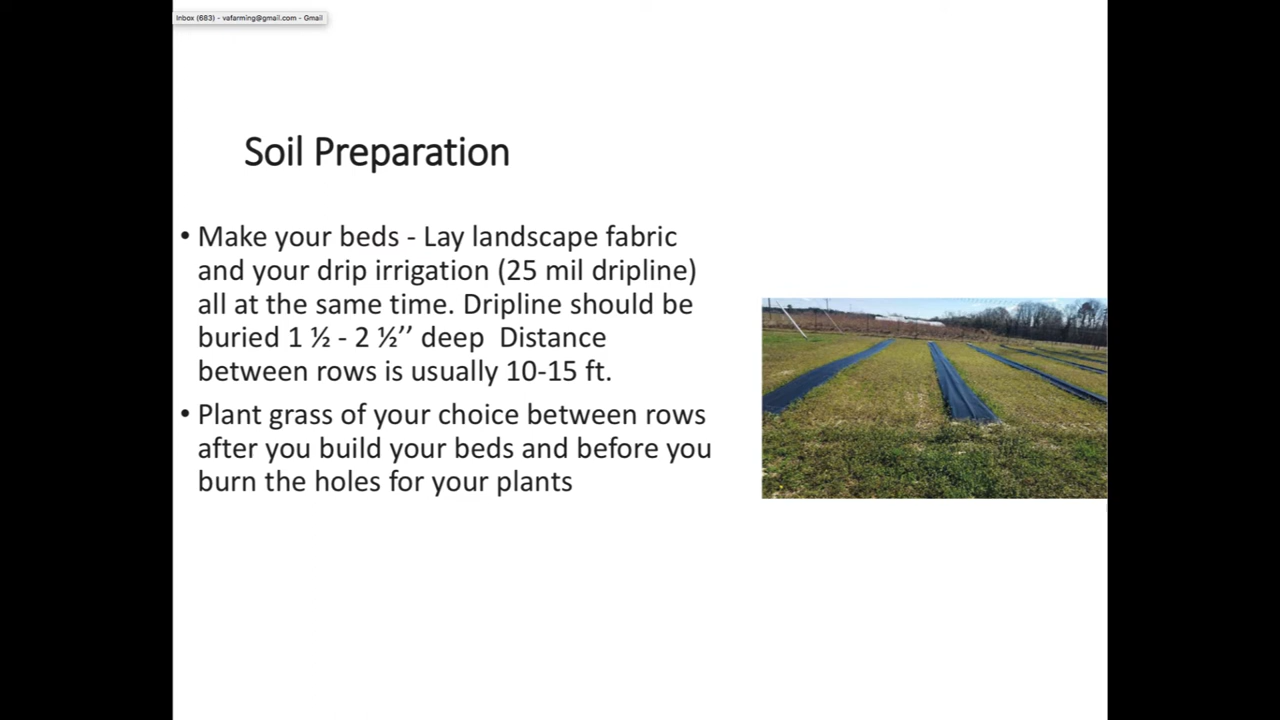 Inbox (683) - vafarming@gmail.com - Gmail
Soil Preparation
• Make your beds - Lay landscape fabric
and your drip irrigation (25 mil dripline)
all at the same time. Dripline should be
buried 1 ½ - 2 ½’’ deep  Distance
between rows is usually 10-15 ft.
• Plant grass of your choice between rows
after you build your beds and before you
burn the holes for your plants